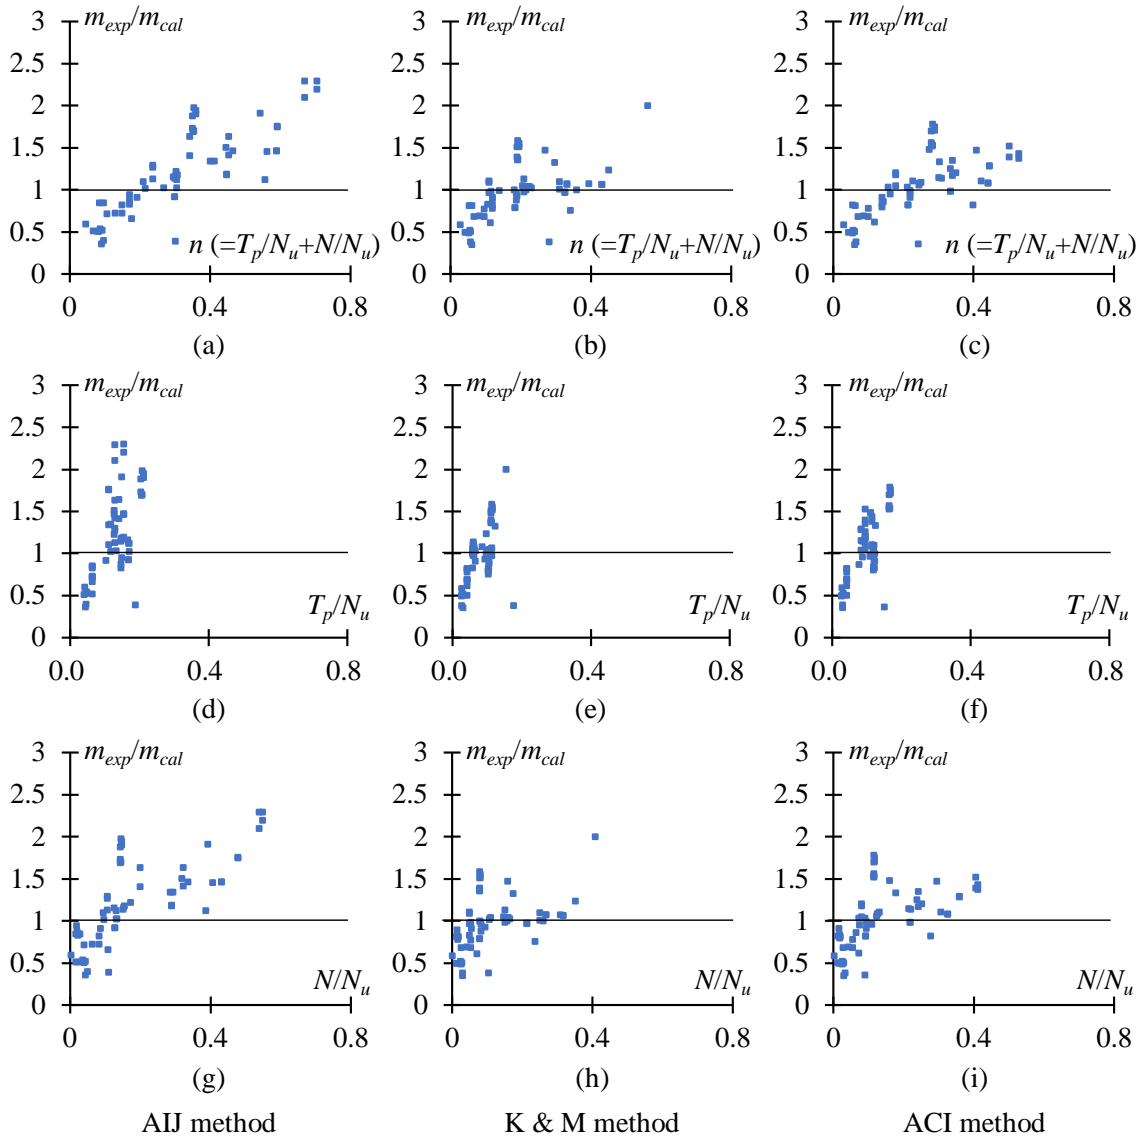 3 m_exp/m_cal 3 m_exp/m_cal 3 m_exp/m_cal
2.5 2.5 2.5
2 2 2
1.5 1.5 1.5
1 1 1
0.5 n (=T_p/N_u+N/N_u) 0.5 n (=T_p/N_u+N/N_u) 0.5 n (=T_p/N_u+N/N_u)
0 0 0
0 0.4 0.8 0 0.4 0.8 0 0.4 0.8
(a) (b) (c)
3 m_exp/m_cal 3 m_exp/m_cal 3 m_exp/m_cal
2.5 2.5 2.5
2 2 2
1.5 1.5 1.5
1 1 1
0.5 T_p/N_u 0.5 T_p/N_u 0.5 T_p/N_u
0 0 0
0.0 0.4 0.8 0 0.4 0.8 0 0.4 0.8
(d) (e) (f)
3 m_exp/m_cal 3 m_exp/m_cal 3 m_exp/m_cal
2.5 2.5 2.5
2 2 2
1.5 1.5 1.5
1 1 1
0.5 N/N_u 0.5 N/N_u 0.5 N/N_u
0 0 0
0 0.4 0.8 0 0.4 0.8 0 0.4 0.8
(g) (h) (i)
AIJ method K & M method ACI method